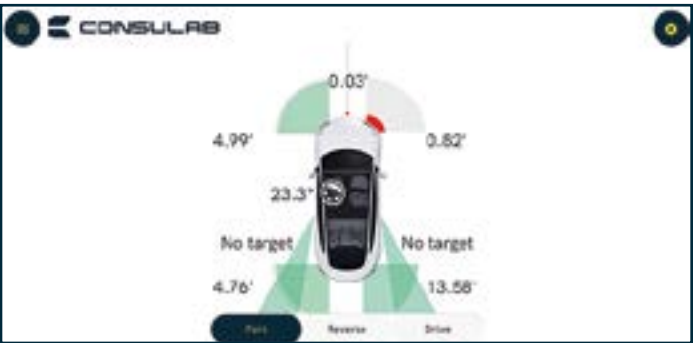 CONSULAB
0.03'
4.99'
0.82'
23.3°
No target
No target
4.76'
13.58'
Park
Reverse
Drive